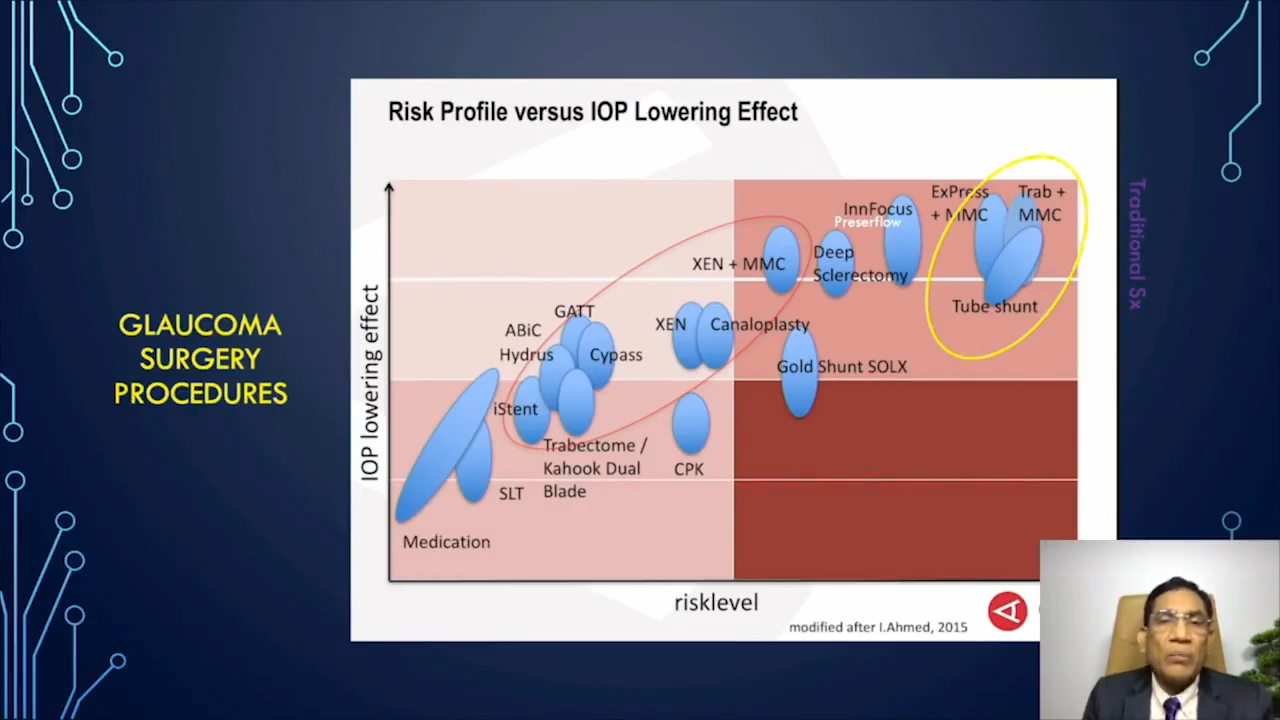 GLAUCOMA
SURGERY
PROCEDURES
Risk Profile versus IOP Lowering Effect
IOP lowering effect
risklevel
Medication
SLT
iStent
ABiC
Hydrus
GATT
Cypass
Trabectome /
Kahook Dual
Blade
XEN
Canaloplasty
CPK
XEN + MMC
Deep
Sclerectomy
Gold Shunt SOLX
InnFocus
Preserflow
ExPress
+ MMC
Trab +
MMC
Tube shunt
Traditional Sx
modified after I.Ahmed, 2015